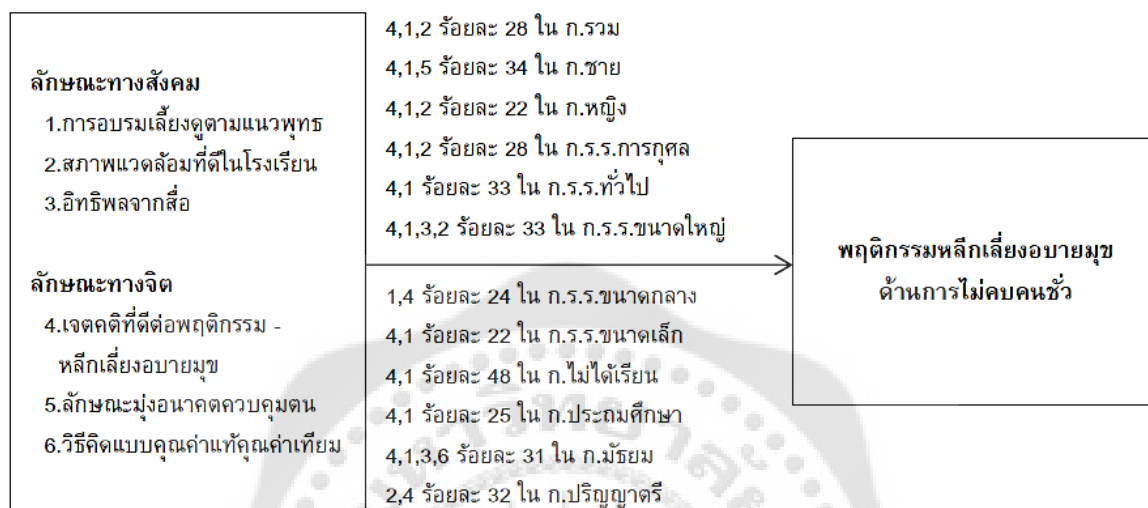 ลักษณะทางสังคม
1.การอบรมเลี้ยงดูตามแนวพุทธ
2.สภาพแวดล้อมที่ดีในโรงเรียน
3.อิทธิพลจากสื่อ
ลักษณะทางจิต
4.เจตคติที่ดีต่อพฤติกรรม -
หลีกเลี่ยงอบายมุข
5.ลักษณะมุ่งอนาคตควบคุมตน
6.วิธีคิดแบบคุณค่าแท้คุณค่าเทียม
4,1,2 ร้อยละ 28 ใน ก.รวม
4,1,5 ร้อยละ 34 ใน ก.ชาย
4,1,2 ร้อยละ 22 ใน ก.หญิง
4,1,2 ร้อยละ 28 ใน ก.ร.ร.การกุศล
4,1 ร้อยละ 33 ใน ก.ร.ร.ทั่วไป
4,1,3,2 ร้อยละ 33 ใน ก.ร.ร.ขนาดใหญ่
1,4 ร้อยละ 24 ใน ก.ร.ร.ขนาดกลาง
4,1 ร้อยละ 22 ใน ก.ร.ร.ขนาดเล็ก
4,1 ร้อยละ 48 ใน ก.ไม่ได้เรียน
4,1 ร้อยละ 25 ใน ก.ประถมศึกษา
4,1,3,6 ร้อยละ 31 ใน ก.มัธยม
2,4 ร้อยละ 32 ใน ก.ปริญญาตรี
พฤติกรรมหลีกเลี่ยงอบายมุข
ด้านการไม่คบคนชั่ว